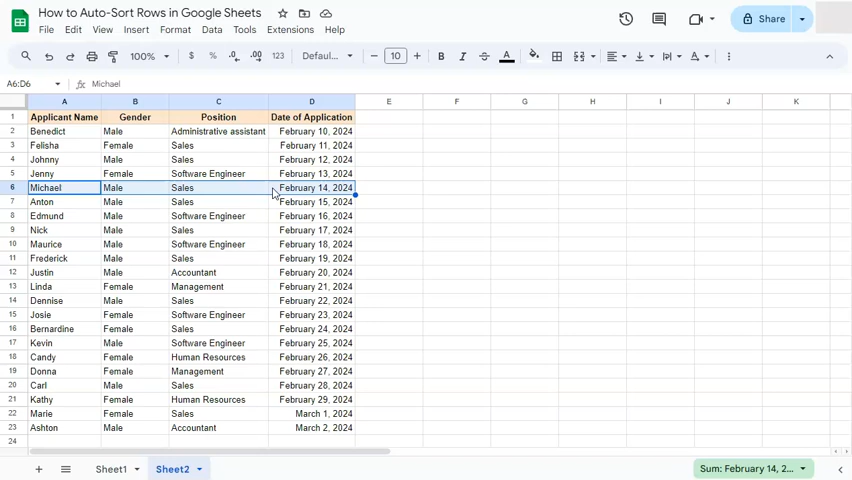 How to Auto-Sort Rows in Google Sheets
File Edit View Insert Format Data Tools Extensions Help
Share
100% $ % .0 .00 123 Defaul... 10 B I A
A6:D6 fx Michael
A B C D E F G H I J K
1 Applicant Name Gender Position Date of Application
2 Benedict Male Administrative assistant February 10, 2024
3 Felisha Female Sales February 11, 2024
4 Johnny Male Sales February 12, 2024
5 Jenny Female Software Engineer February 13, 2024
6 Michael Male Sales February 14, 2024
7 Anton Male Sales February 15, 2024
8 Edmund Male Software Engineer February 16, 2024
9 Nick Male Sales February 17, 2024
10 Maurice Male Software Engineer February 18, 2024
11 Frederick Male Sales February 19, 2024
12 Justin Male Accountant February 20, 2024
13 Linda Female Management February 21, 2024
14 Dennise Male Sales February 22, 2024
15 Josie Female Software Engineer February 23, 2024
16 Bernardine Female Sales February 24, 2024
17 Kevin Male Software Engineer February 25, 2024
18 Candy Female Human Resources February 26, 2024
19 Donna Female Management February 27, 2024
20 Carl Male Sales February 28, 2024
21 Kathy Female Human Resources February 29, 2024
22 Marie Female Sales March 1, 2024
23 Ashton Male Accountant March 2, 2024
24
Sheet1 Sheet2 Sum: February 14, 2...